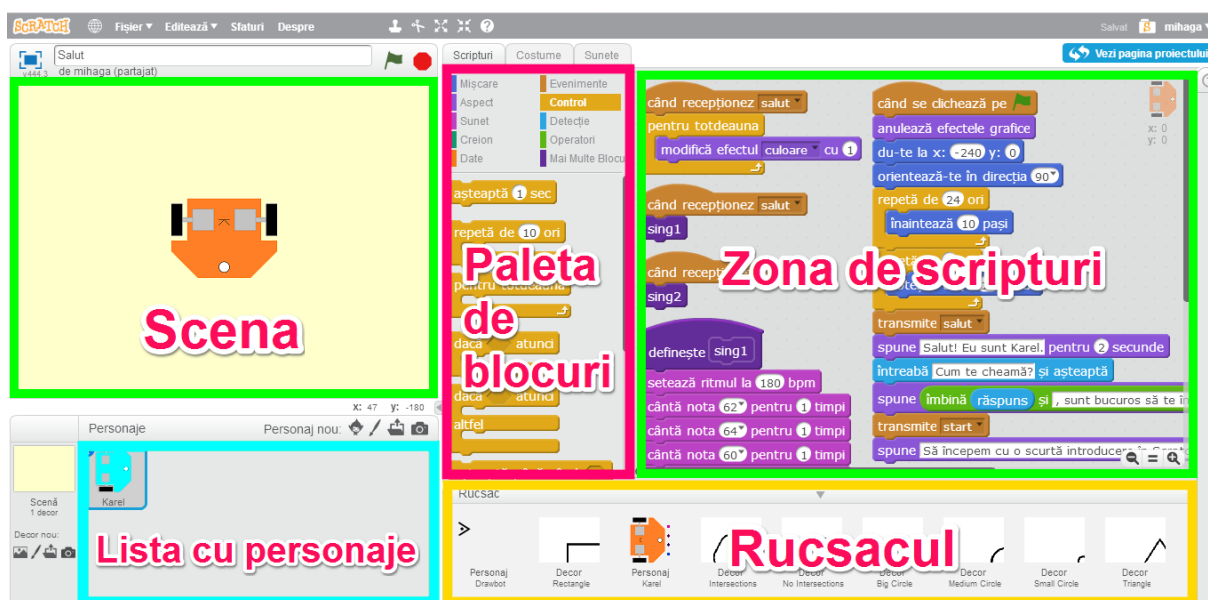 SCRATCH Fișier Editează Sfaturi Despre Salvat mihaga
Salut
v444.3 de mihaga (partajat)
Scripturi Costume Sunete
Vezi pagina proiectului
Mișcare Evenimente
Aspect Control
Sunet Detecție
Creion Operatori
Date Mai Multe Blocu
așteaptă 1 sec
repetă de 10 ori
pentru totdeauna
dacă atunci
dacă atunci
altfel
Paleta
de
blocuri
Scena
x: 47 y: -180
când recepționez salut
pentru totdeauna
modifică efectul culoare cu 1
când recepționez salut
sing1
când recepț
sing2
definește sing1
setează ritmul la 180 bpm
cântă nota 62 pentru 1 timpi
cântă nota 64 pentru 1 timpi
cântă nota 60 pentru 1 timpi
când se clichează pe
anulează efectele grafice
du-te la x: -240 y: 0
orientează-te în direcția 90
repetă de 24 ori
înaintează 10 pași
x: 0
y: 0
Zona de scripturi
transmite salut
spune Salut! Eu sunt Karel. pentru 2 secunde
întreabă Cum te cheamă? și așteaptă
spune îmbină răspuns și , sunt bucuros să te în
transmite start
spune Să începem cu o scurtă introducere în
Personaje Personaj nou:
Scenă
1 decor
Decor nou:
Karel
Lista cu personaje
Rucsac
Rucsacul
Personaj Decor Personaj Decor Decor Decor Decor Decor Decor
Drawbot Rectangle Karel Intersections No Intersections Big Circle Medium Circle Small Circle Triangle